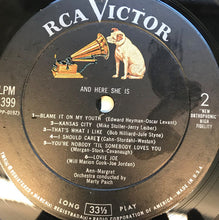 RCA VICTOR
AND HERE SHE IS
LPM
399
2
"NEW
ORTHOPHONIC"
HIGH
FIDELITY
1—BLAME IT ON MY YOUTH (Edward Heyman-Oscar Levant)
2—KANSAS CITY (Mike Stoller-Jerry Leiber)
3—THAT'S WHAT I LIKE (Bob Hilliard-Jule Styne)
4—I SHOULD CARE (Cahn-Stordahl-Weston)
5—YOU'RE NOBODY 'TIL SOMEBODY LOVES YOU
(Morgan-Stock-Cavanaugh)
6—LOVIE JOE
(Will Marion Cook-Joe Jordan)
Ann-Margret
Orchestra conducted by
Marty Paich
LONG 33⅓ PLAY